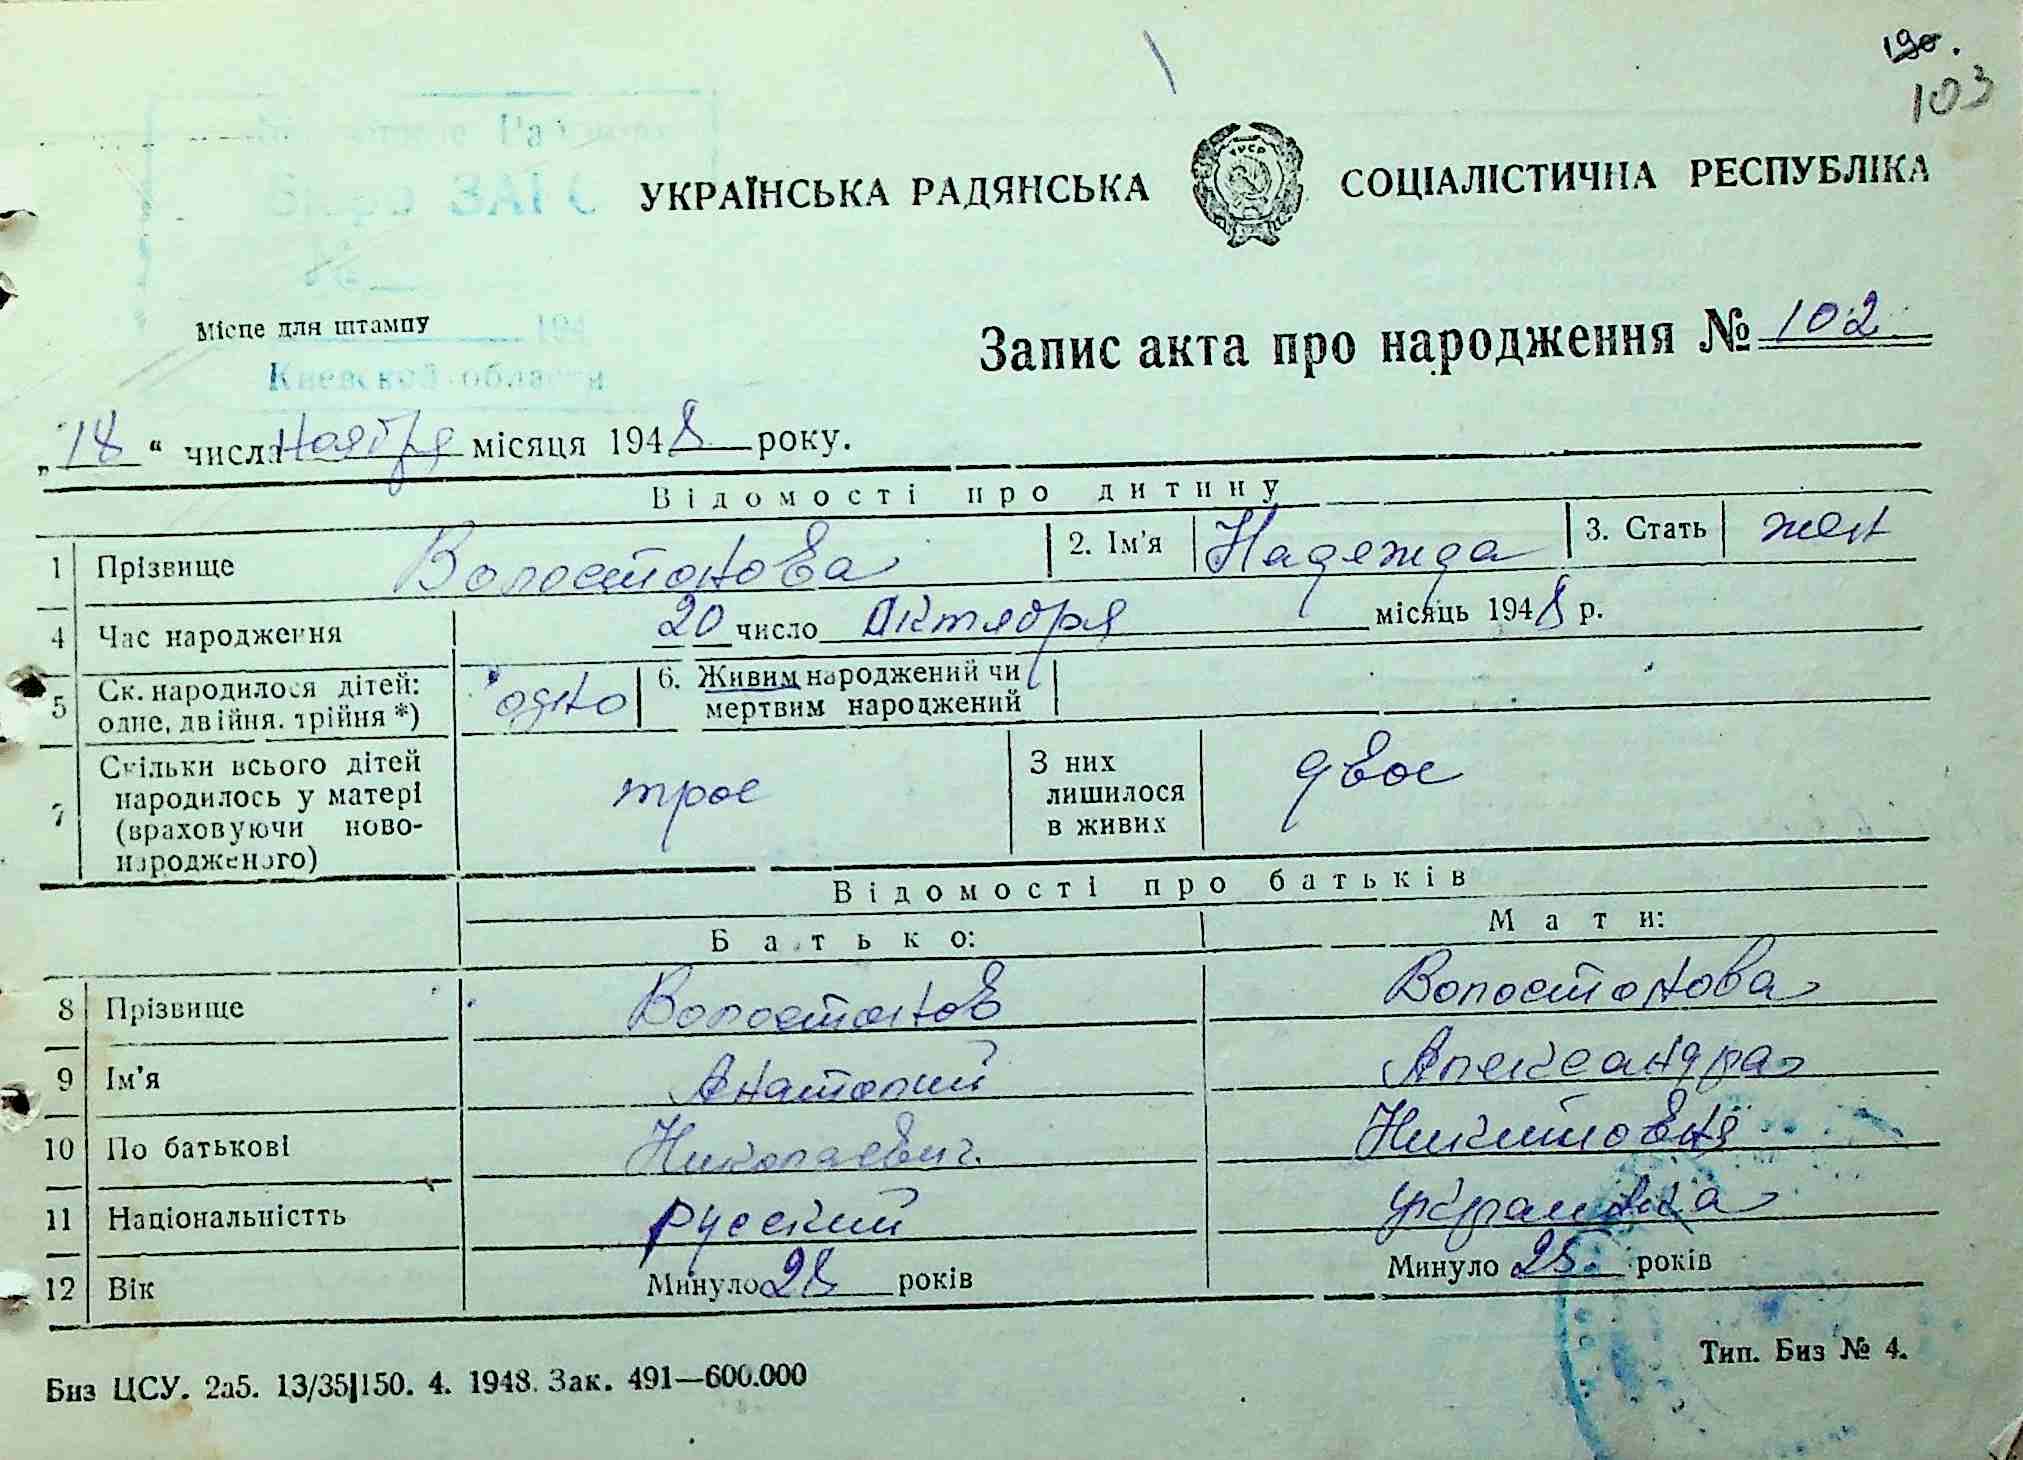 190.
103
УКРАЇНСЬКА РАДЯНСЬКА СОЦІАЛІСТИЧНА РЕСПУБЛІКА
УРСР
Бюро ЗАГС
№
194
Киевской области
Місце для штампу
Запис акта про народження № 102
„18“ числа Ноября місяця 1948 року.
Відомості про дитину
1 Прізвище Волостонова 2. Ім'я Надежда 3. Стать жен
4 Час народження 20 число Октября місяць 1948 р.
5 Ск. народилося дітей: одне, двійня, трійня *) одно 6. Живим народжений чи мертвим народжений
7 Скільки всього дітей народилось у матері (враховуючи новонародженого) трое З них лишилося в живих двое
Відомості про батьків
Батько: Мати:
8 Прізвище Волостонов Волостонова
9 Ім'я Анатолий Александра
10 По батькові Николаевич. Никитовна
11 Національністть русский украинка
12 Вік Минуло 28 років Минуло 28. років
Биз ЦСУ. 2а5. 13/35|150. 4. 1948. Зак. 491—600.000
Тип. Биз № 4.